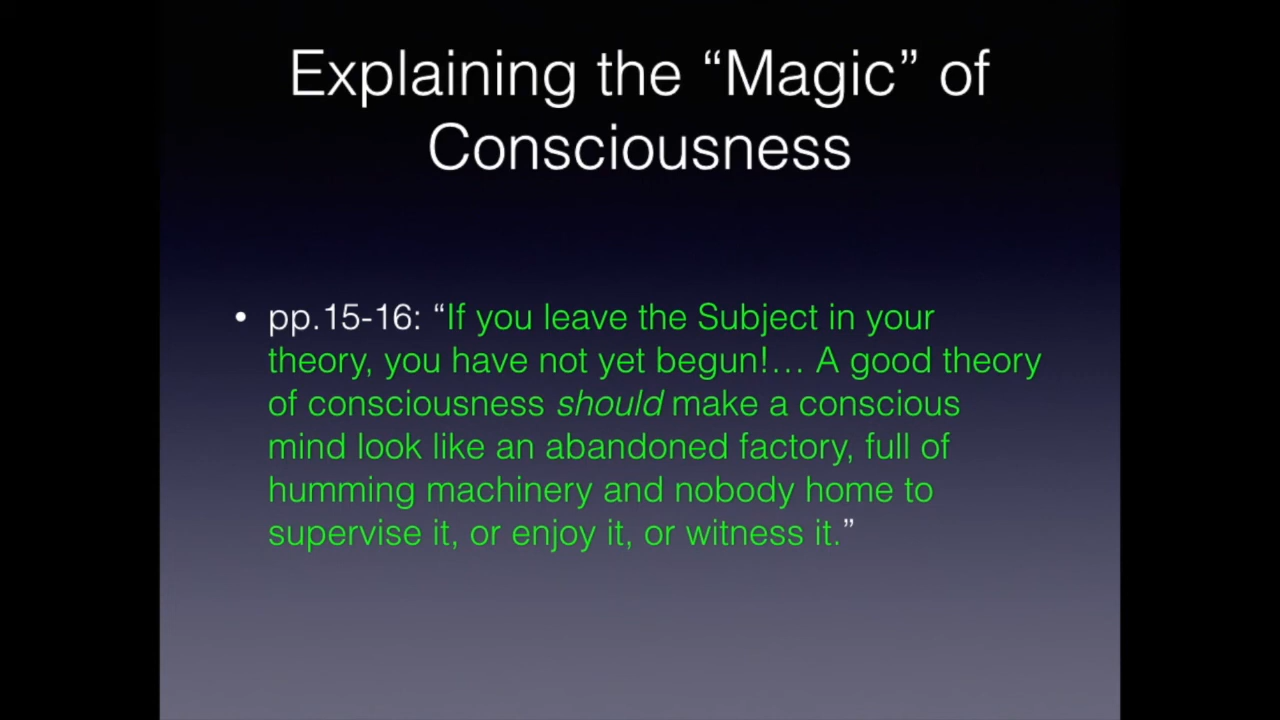 Explaining the “Magic” of
Consciousness
• pp.15-16: “If you leave the Subject in your
theory, you have not yet begun!… A good theory
of consciousness should make a conscious
mind look like an abandoned factory, full of
humming machinery and nobody home to
supervise it, or enjoy it, or witness it.”